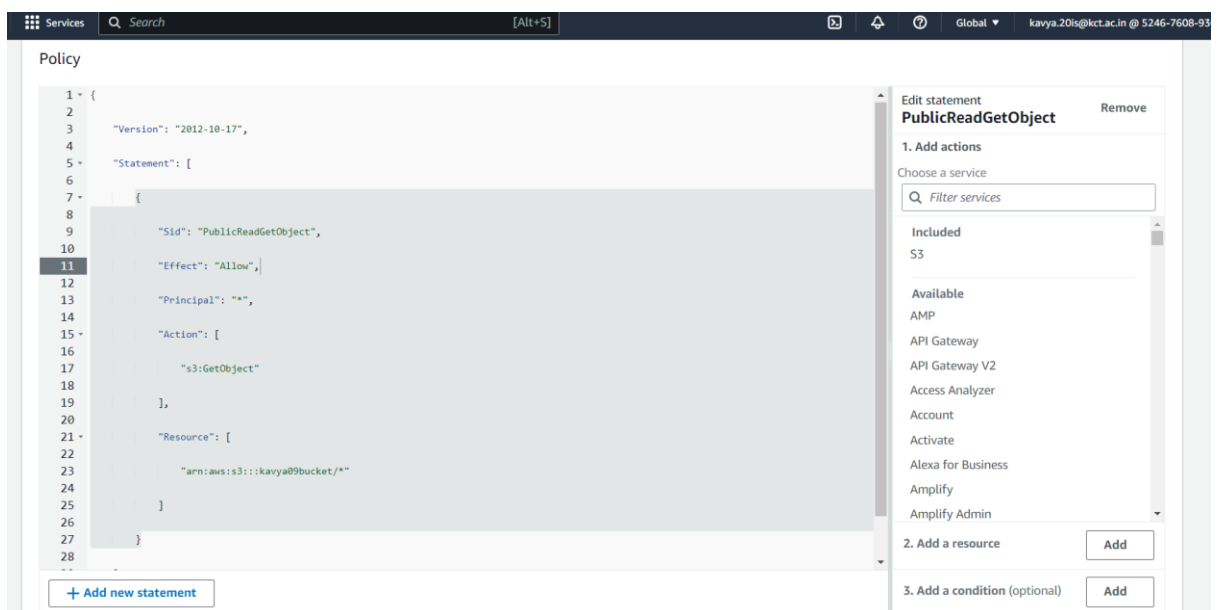 Services Search [Alt+S] Global ▼ kavya.20is@kct.ac.in @ 5246-7608-93
Policy
1 {
2
3 "Version": "2012-10-17",
4
5 "Statement": [
6
7 {
8
9 "Sid": "PublicReadGetObject",
10
11 "Effect": "Allow",
12
13 "Principal": "*",
14
15 "Action": [
16
17 "s3:GetObject"
18
19 ],
20
21 "Resource": [
22
23 "arn:aws:s3:::kavya09bucket/*"
24
25 ]
26
27 }
28
+ Add new statement
Edit statement
PublicReadGetObject
Remove
1. Add actions
Choose a service
Filter services
Included
S3
Available
AMP
API Gateway
API Gateway V2
Access Analyzer
Account
Activate
Alexa for Business
Amplify
Amplify Admin
2. Add a resource Add
3. Add a condition (optional) Add